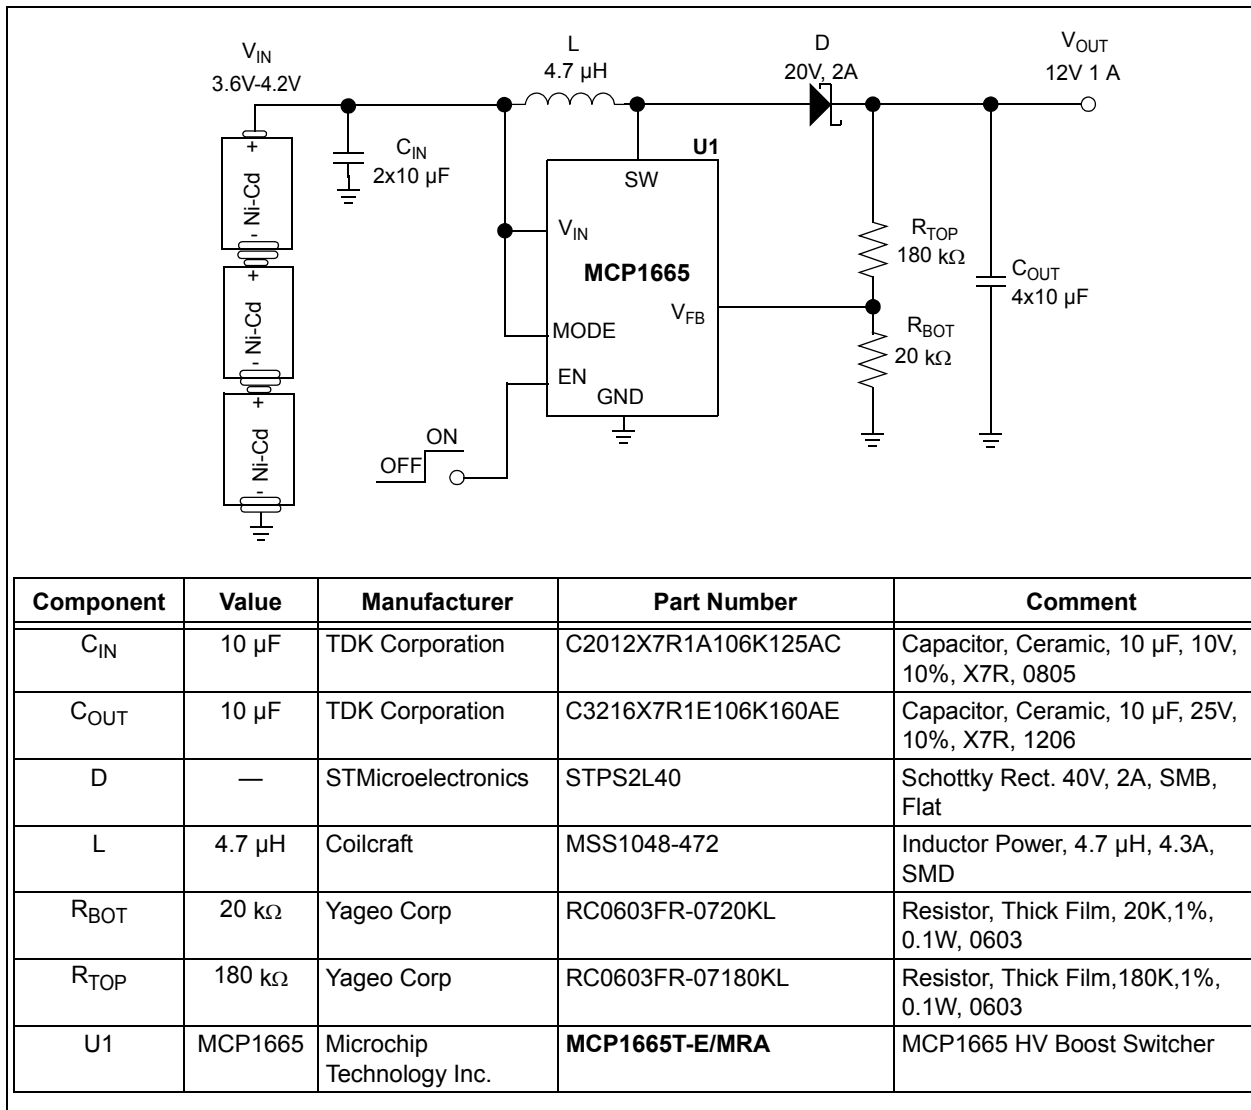 V_IN
3.6V-4.2V
L
4.7 µH
D
20V, 2A
V_OUT
12V 1 A
+
Ni-Cd
-
+
Ni-Cd
-
+
Ni-Cd
-
C_IN
2x10 µF
U1
SW
V_IN
MCP1665
V_FB
MODE
EN
GND
R_TOP
180 kΩ
R_BOT
20 kΩ
C_OUT
4x10 µF
ON
OFF
Component Value Manufacturer Part Number Comment
C_IN 10 µF TDK Corporation C2012X7R1A106K125AC Capacitor, Ceramic, 10 µF, 10V,
10%, X7R, 0805
C_OUT 10 µF TDK Corporation C3216X7R1E106K160AE Capacitor, Ceramic, 10 µF, 25V,
10%, X7R, 1206
D — STMicroelectronics STPS2L40 Schottky Rect. 40V, 2A, SMB,
Flat
L 4.7 µH Coilcraft MSS1048-472 Inductor Power, 4.7 µH, 4.3A,
SMD
R_BOT 20 kΩ Yageo Corp RC0603FR-0720KL Resistor, Thick Film, 20K,1%,
0.1W, 0603
R_TOP 180 kΩ Yageo Corp RC0603FR-07180KL Resistor, Thick Film,180K,1%,
0.1W, 0603
U1 MCP1665 Microchip MCP1665T-E/MRA MCP1665 HV Boost Switcher
Technology Inc.